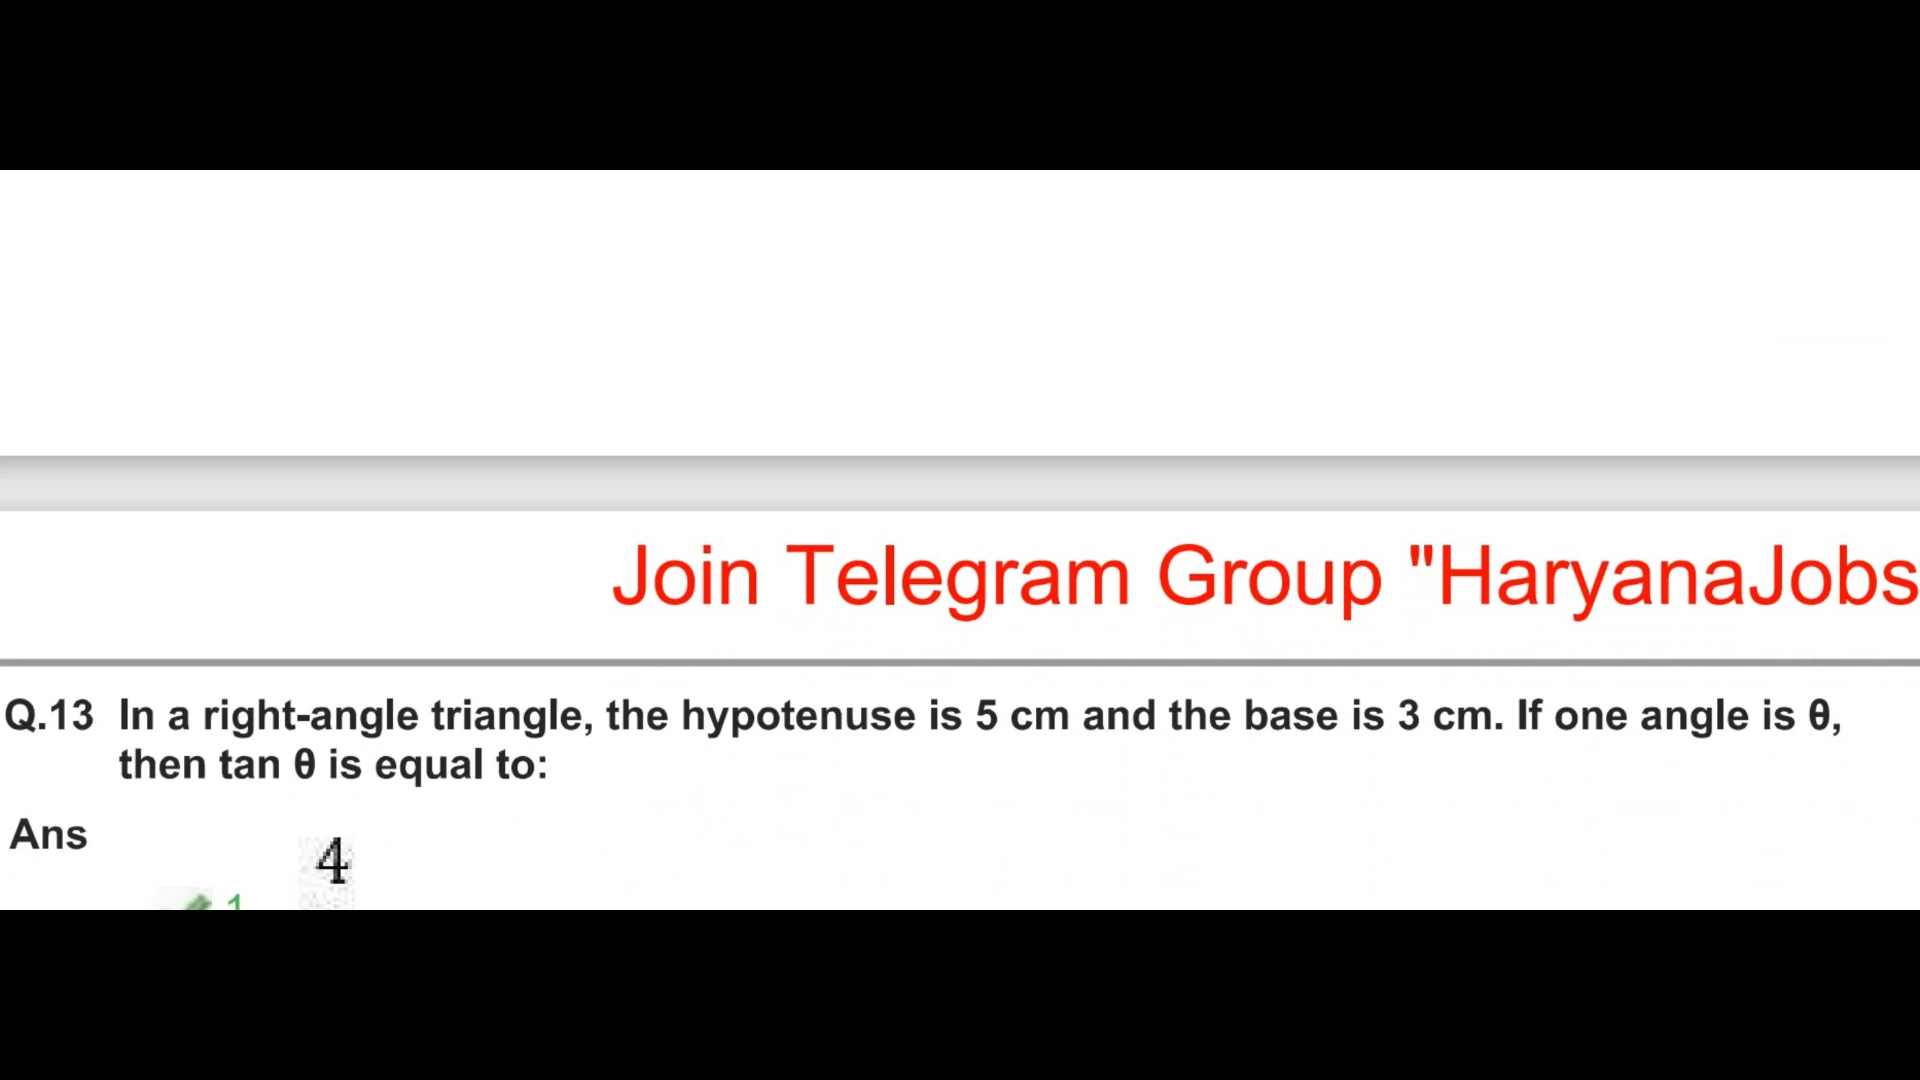 Join Telegram Group "HaryanaJobs
Q.13 In a right-angle triangle, the hypotenuse is 5 cm and the base is 3 cm. If one angle is θ,
then tan θ is equal to:
Ans
4
1